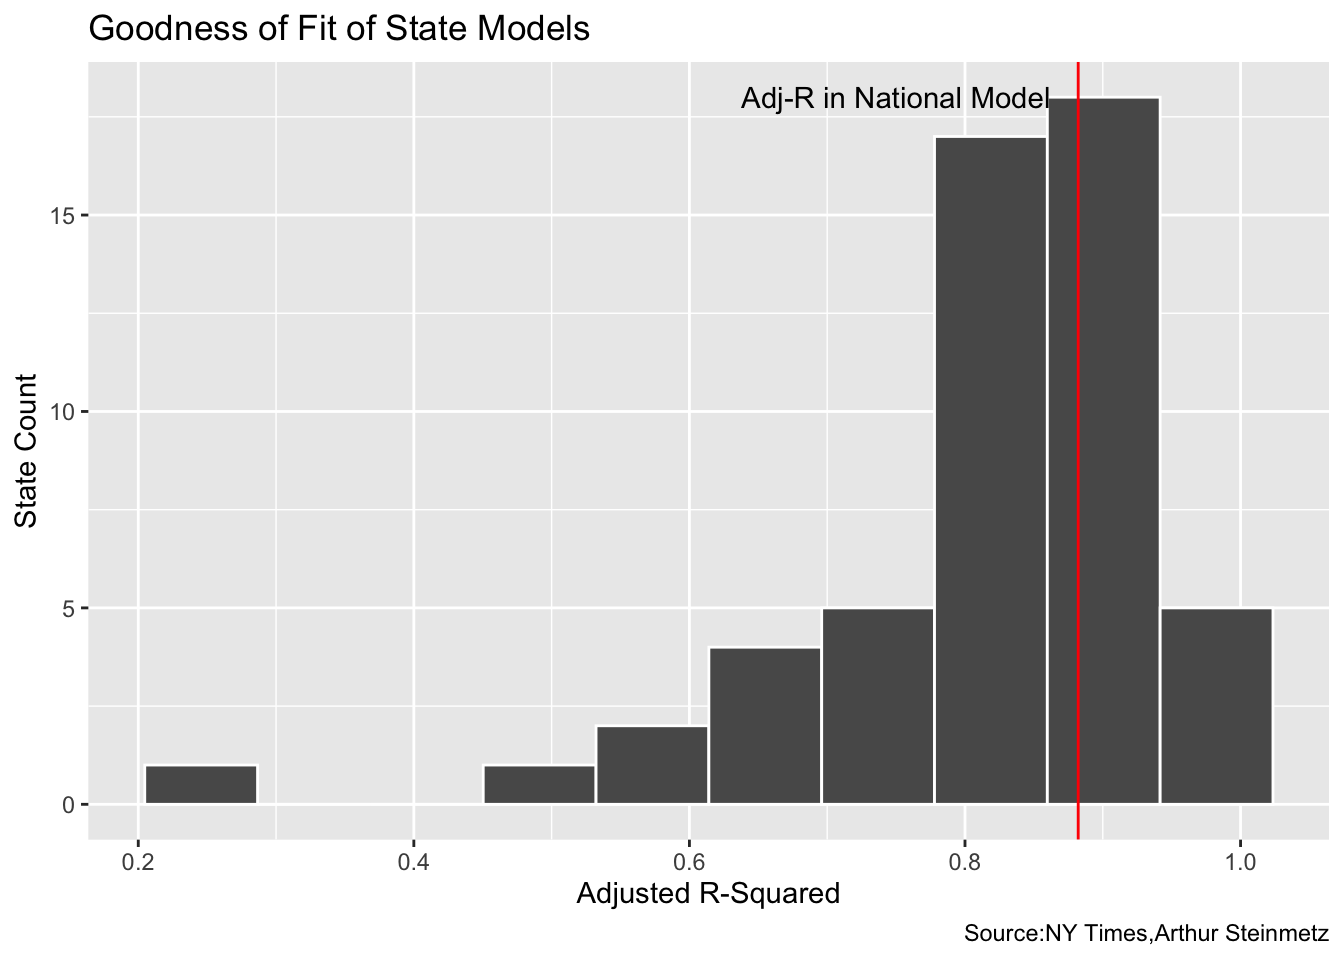 Goodness of Fit of State Models
Adj-R in National Model
State Count
15
10
5
0
0.2
0.4
0.6
0.8
1.0
Adjusted R-Squared
Source:NY Times,Arthur Steinmetz